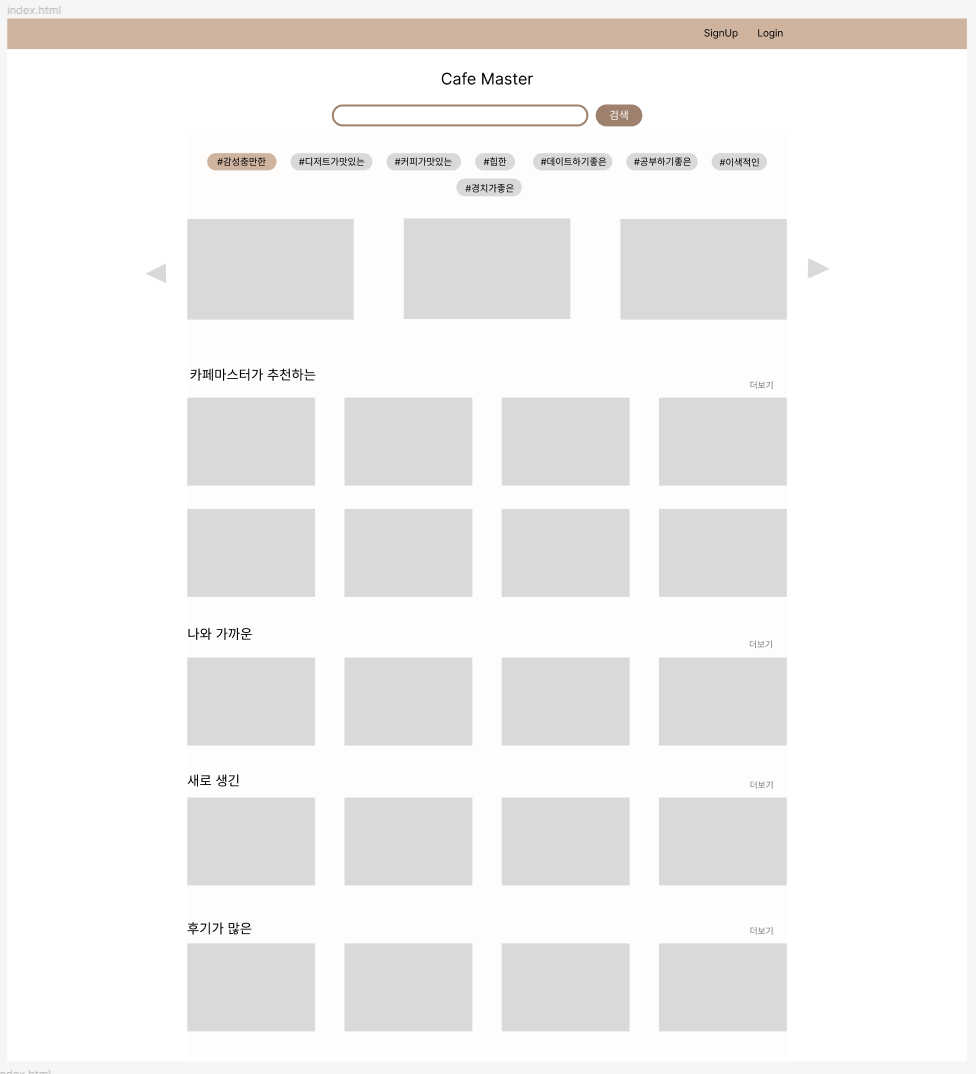 index.html
SignUp Login
Cafe Master
검색
#감성충만한 #디저트가맛있는 #커피가맛있는 #힙한 #데이트하기좋은 #공부하기좋은 #이색적인
#경치가좋은
카페마스터가 추천하는
더보기
나와 가까운
더보기
새로 생긴
더보기
후기가 많은
더보기
index.html